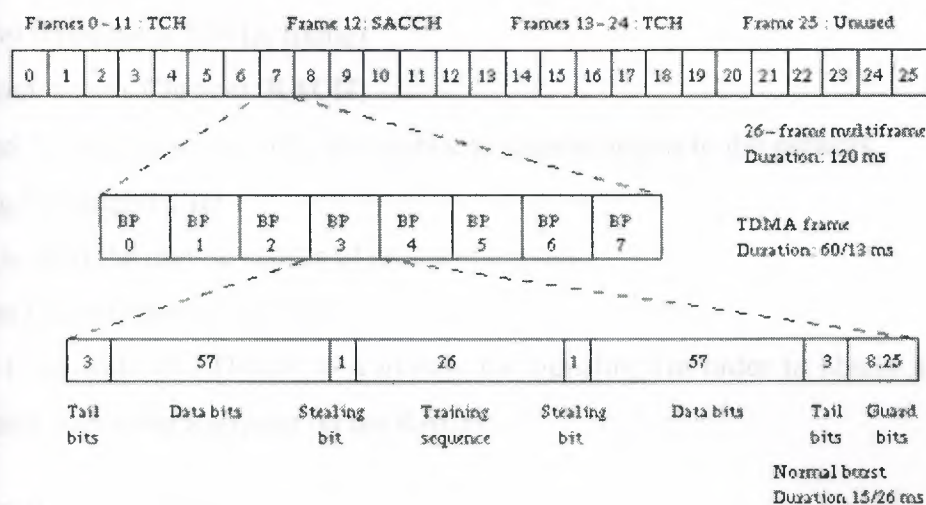 Frames 0-11 : TCH Frame 12: SACCH Frames 13-24 : TCH Frame 25 : Unused
0 1 2 3 4 5 6 7 8 9 10 11 12 13 14 15 16 17 18 19 20 21 22 23 24 25
26-frame multiframe
Duration: 120 ms
BP BP BP BP BP BP BP BP
0 1 2 3 4 5 6 7
TDMA frame
Duration: 60/13 ms
3 57 1 26 1 57 3 8.25
Tail Data bits Stealing Training Stealing Data bits Tail Guard
bits bit sequence bit bits bits
Normal burst
Duration 15/26 ms